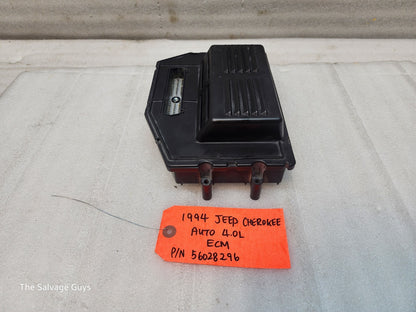 1994 JEEP CHEROKEE
AUTO 4.0L
ECM
P/N 56028296
The Salvage Guys